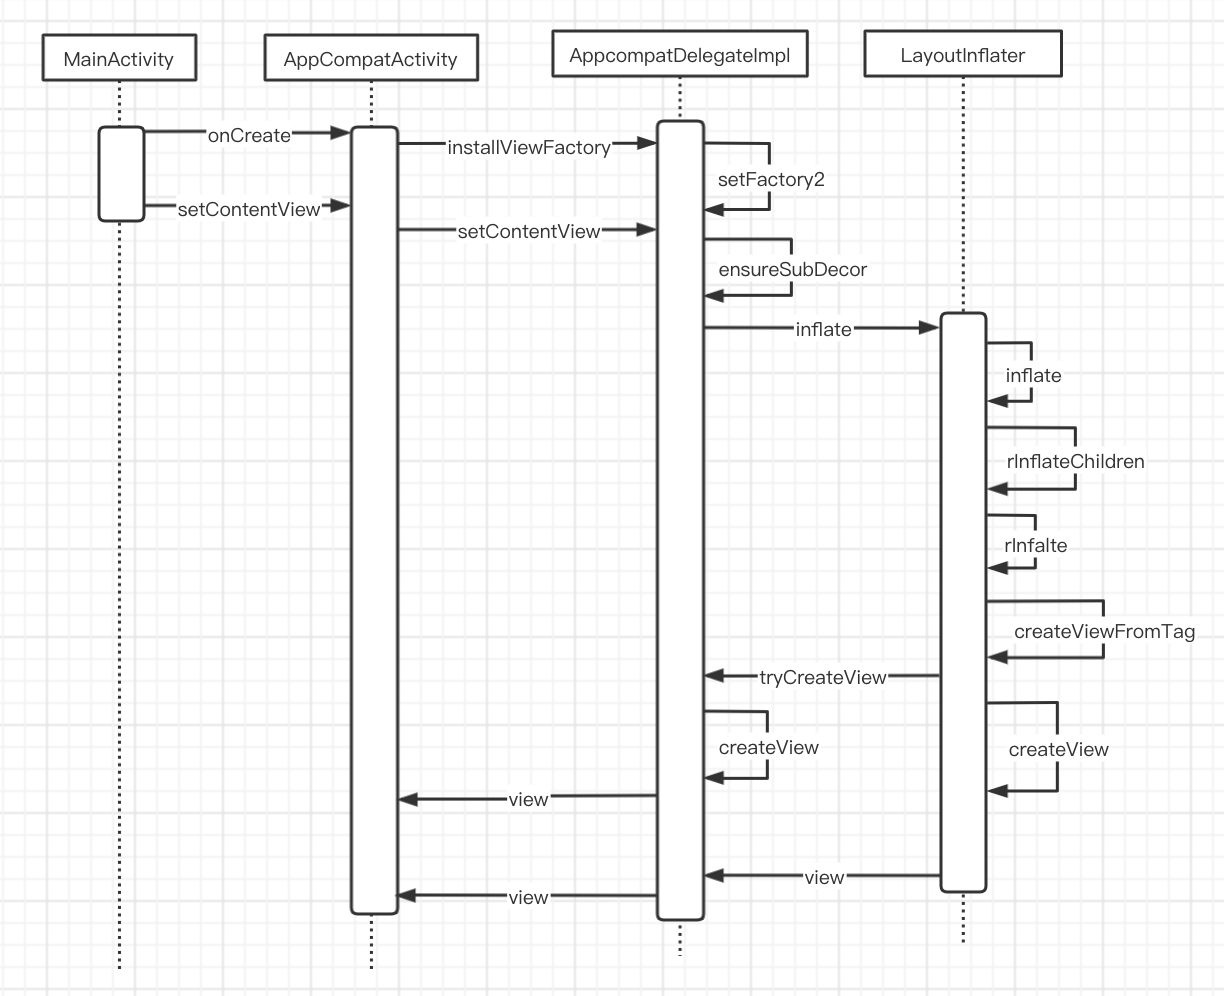 MainActivity
AppCompatActivity
AppcompatDelegateImpl
LayoutInflater
onCreate
installViewFactory
setFactory2
setContentView
setContentView
ensureSubDecor
inflate
inflate
rInflateChildren
rInfalte
createViewFromTag
tryCreateView
createView
createView
view
view
view